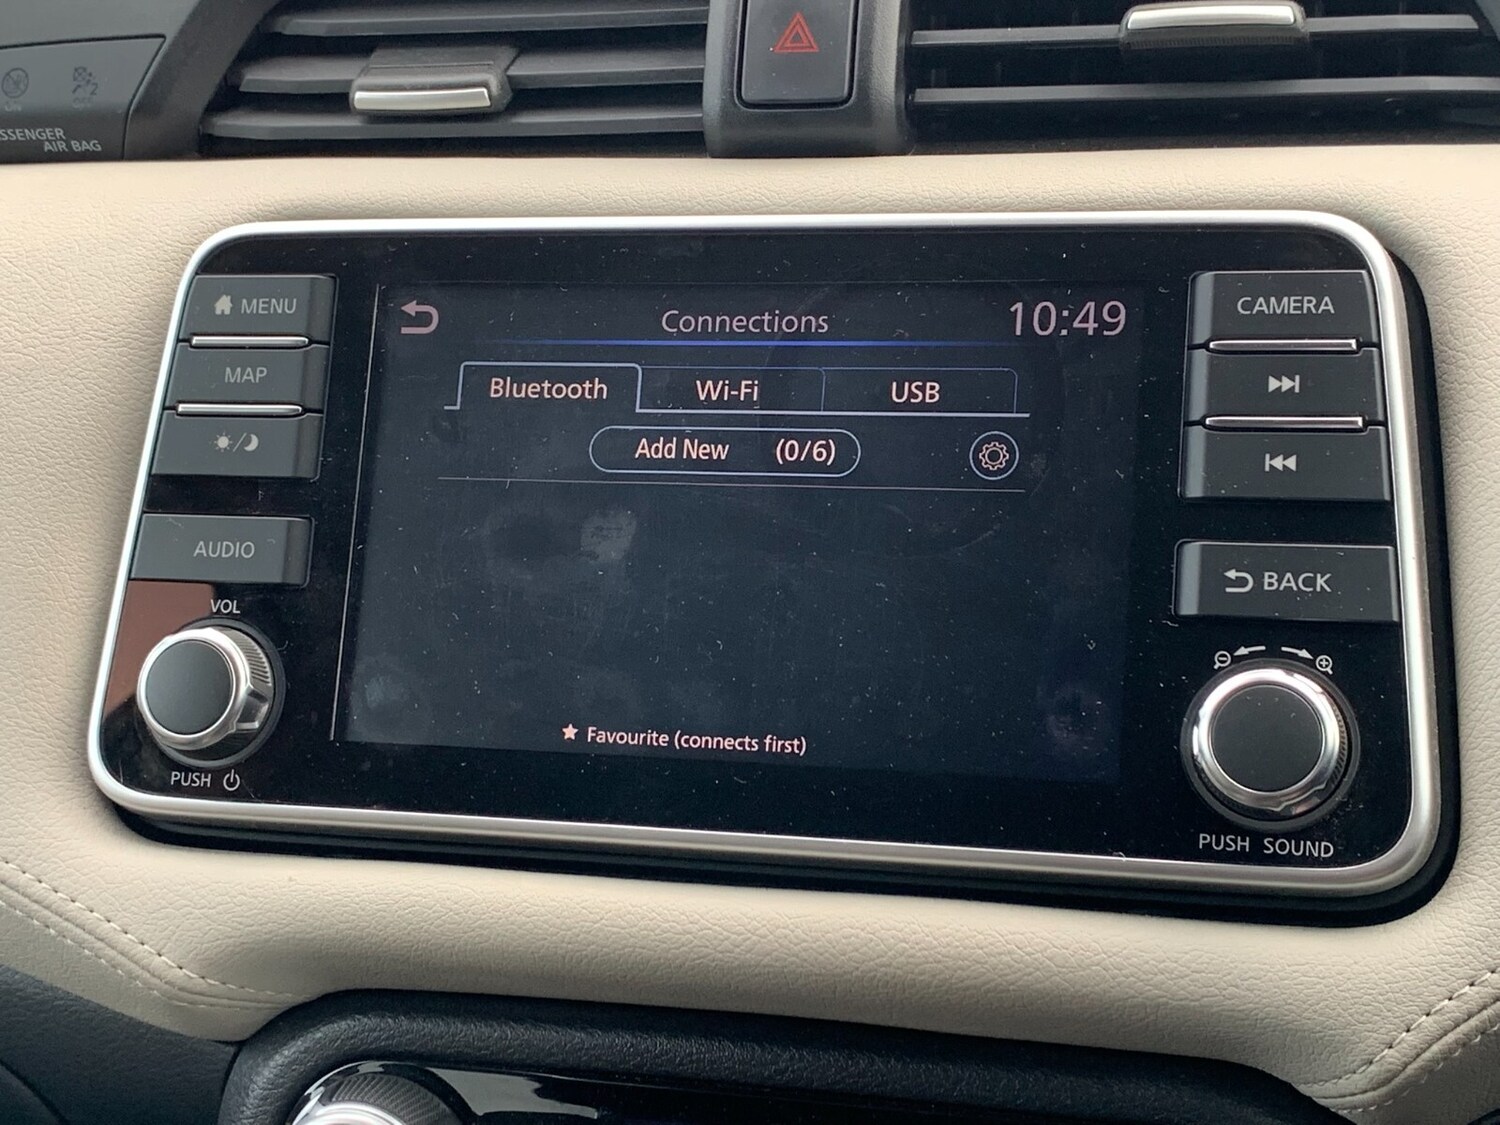 SSENGER
AIR BAG
MENU
MAP
AUDIO
VOL
PUSH
Connections
10:49
Bluetooth
Wi-Fi
USB
Add New (0/6)
Favourite (connects first)
CAMERA
BACK
PUSH SOUND